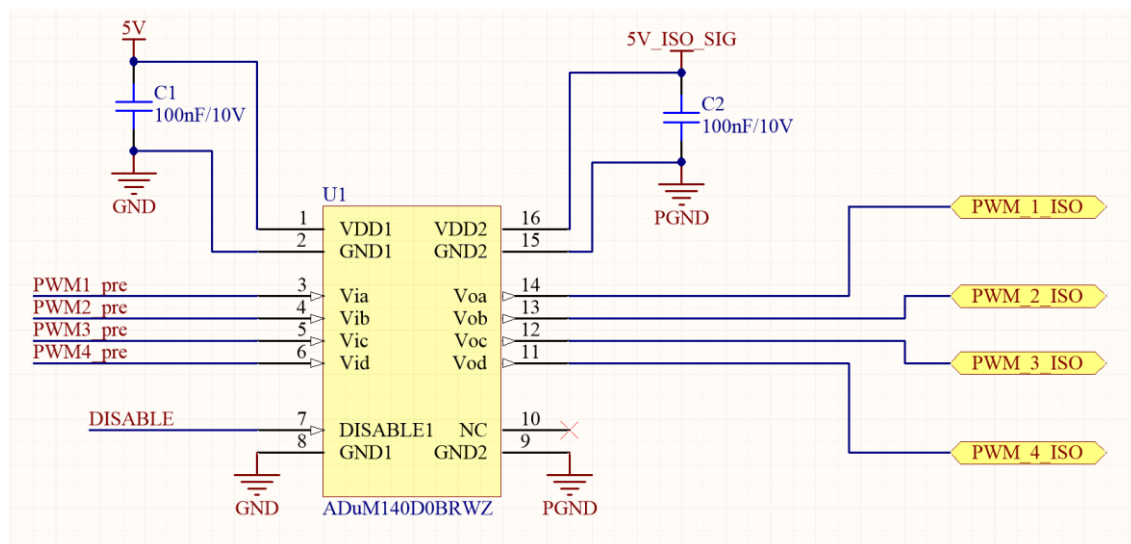 5V
5V_ISO_SIG
C1
100nF/10V
C2
100nF/10V
GND
PGND
U1
PWM_1_ISO
1 VDD1 VDD2 16
2 GND1 GND2 15
PWM1_pre 3 Via Voa 14 PWM_2_ISO
PWM2_pre 4 Vib Vob 13
PWM3_pre 5 Vic Voc 12
PWM4_pre 6 Vid Vod 11 PWM_3_ISO
DISABLE 7 DISABLE1 NC 10
8 GND1 GND2 9 PWM_4_ISO
GND ADuM140D0BRWZ PGND